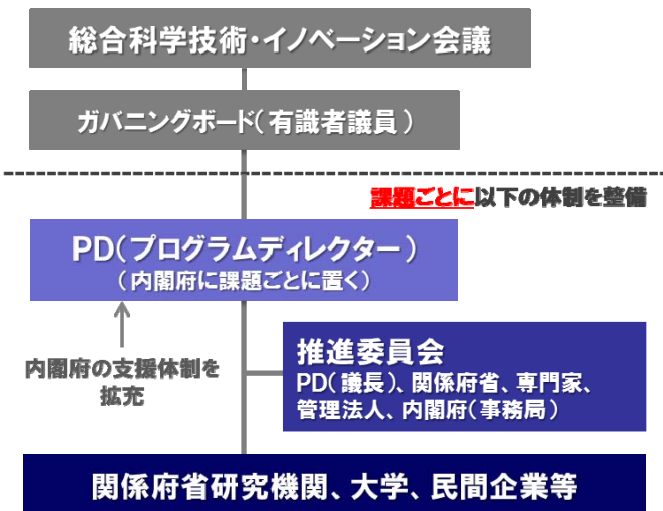 総合科学技術・イノベーション会議
ガバニングボード(有識者議員)
課題ごとに以下の体制を整備
PD(プログラムディレクター)
(内閣府に課題ごとに置く)
内閣府の支援体制を
拡充
推進委員会
PD(議長)、関係府省、専門家、
管理法人、内閣府(事務局)
関係府省研究機関、大学、民間企業等